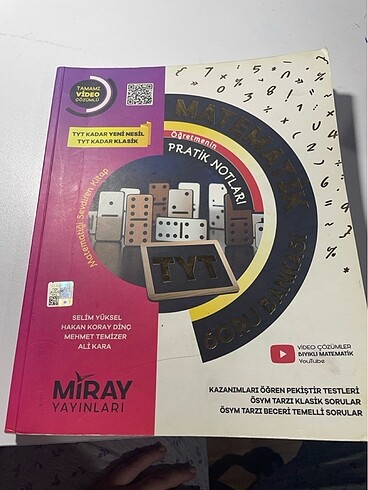 TAMAMI
VİDEO
ÇÖZÜMLÜ
TYT KADAR YENİ NESİL
TYT KADAR KLASİK
MATEMATİK
SORU BANKASI
Öğretmenin
PRATİK NOTLARI
Matematiği Sevdiren Kitap
TYT
SELİM YÜKSEL
HAKAN KORAY DİNÇ
MEHMET TEMİZER
ALİ KARA
MİRAY
YAYINLARI
VİDEO ÇÖZÜMLER
BIYIKLI MATEMATİK
YouTube
KAZANIMLARI ÖĞREN PEKİŞTİR TESTLERİ
ÖSYM TARZI KLASİK SORULAR
ÖSYM TARZI BECERİ TEMELLİ SORULAR